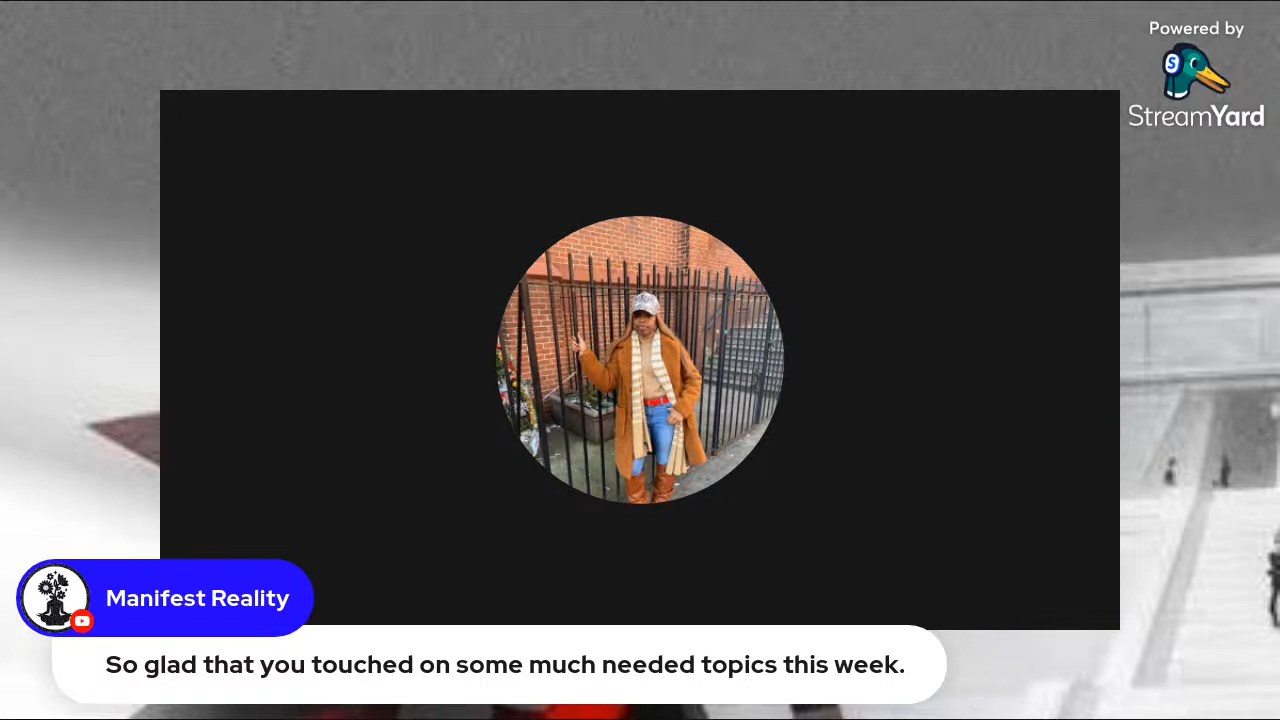 Powered by
StreamYard
Manifest Reality
So glad that you touched on some much needed topics this week.